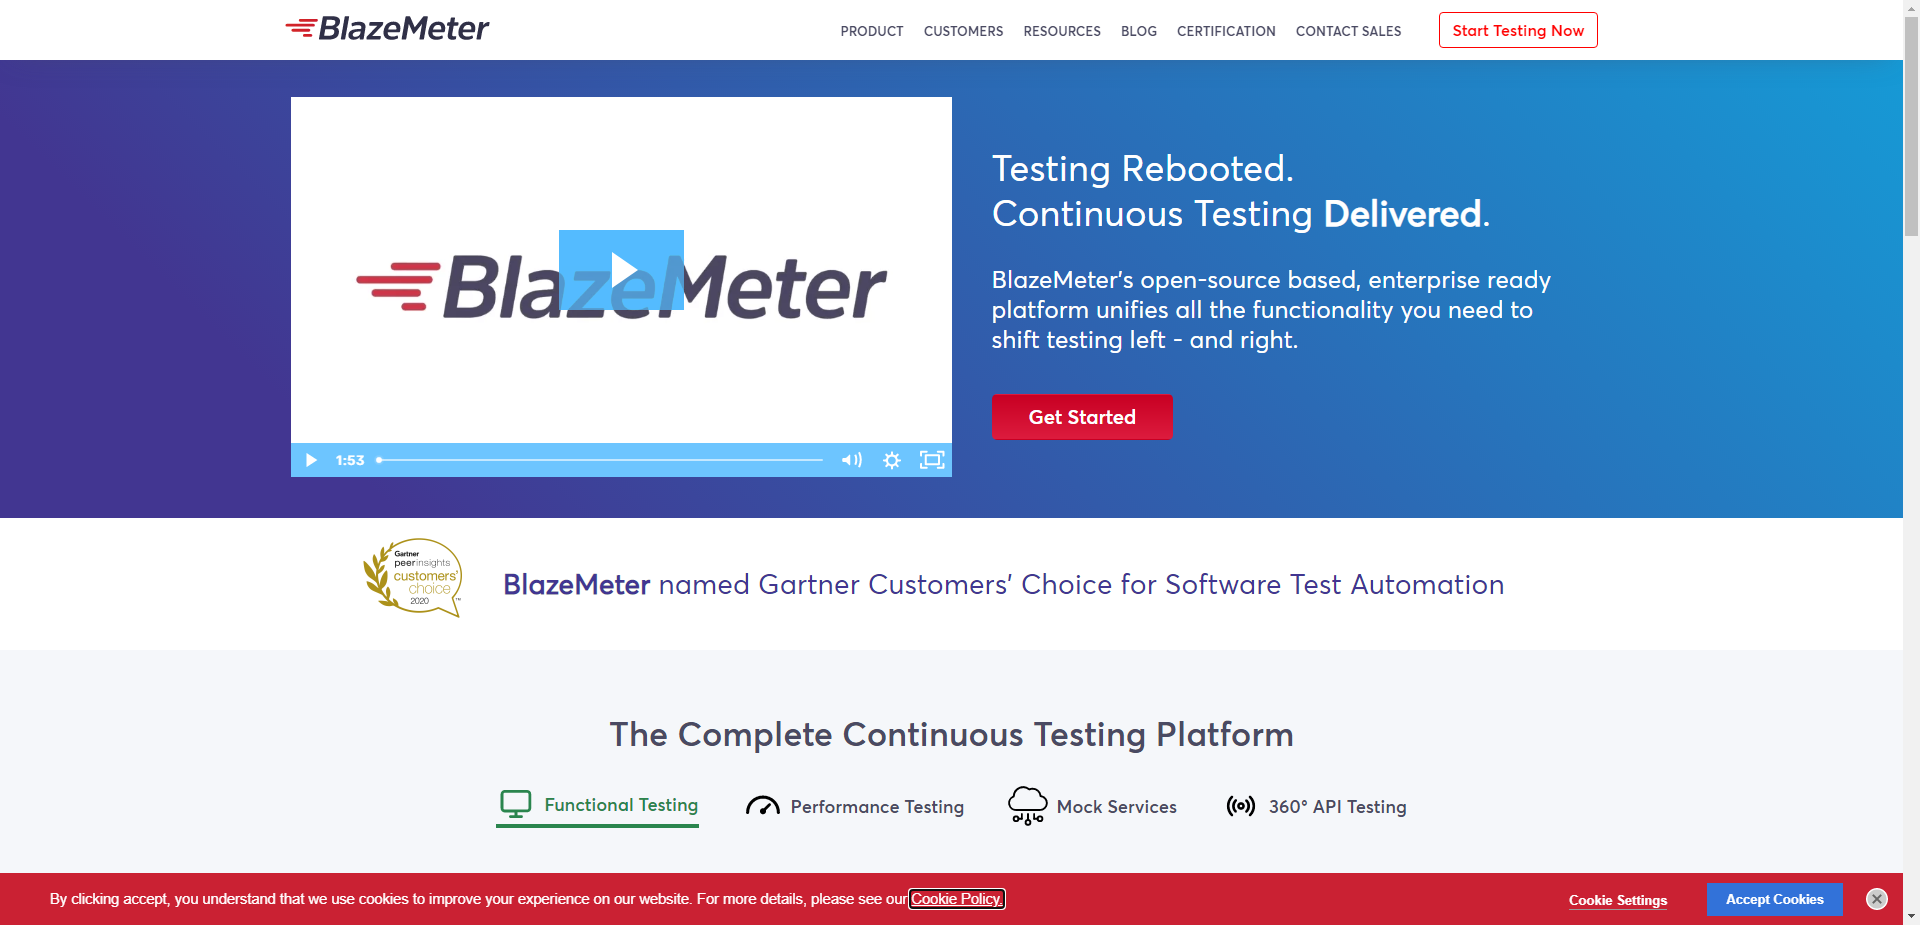 BlazeMeter
PRODUCT CUSTOMERS RESOURCES BLOG CERTIFICATION CONTACT SALES Start Testing Now
BlazeMeter
1:53
Testing Rebooted.
Continuous Testing Delivered.
BlazeMeter's open-source based, enterprise ready
platform unifies all the functionality you need to
shift testing left - and right.
Get Started
Gartner
peerinsights
customers'
choice
2020
BlazeMeter named Gartner Customers' Choice for Software Test Automation
The Complete Continuous Testing Platform
Functional Testing Performance Testing Mock Services 360° API Testing
By clicking accept, you understand that we use cookies to improve your experience on our website. For more details, please see our Cookie Policy.
Cookie Settings Accept Cookies